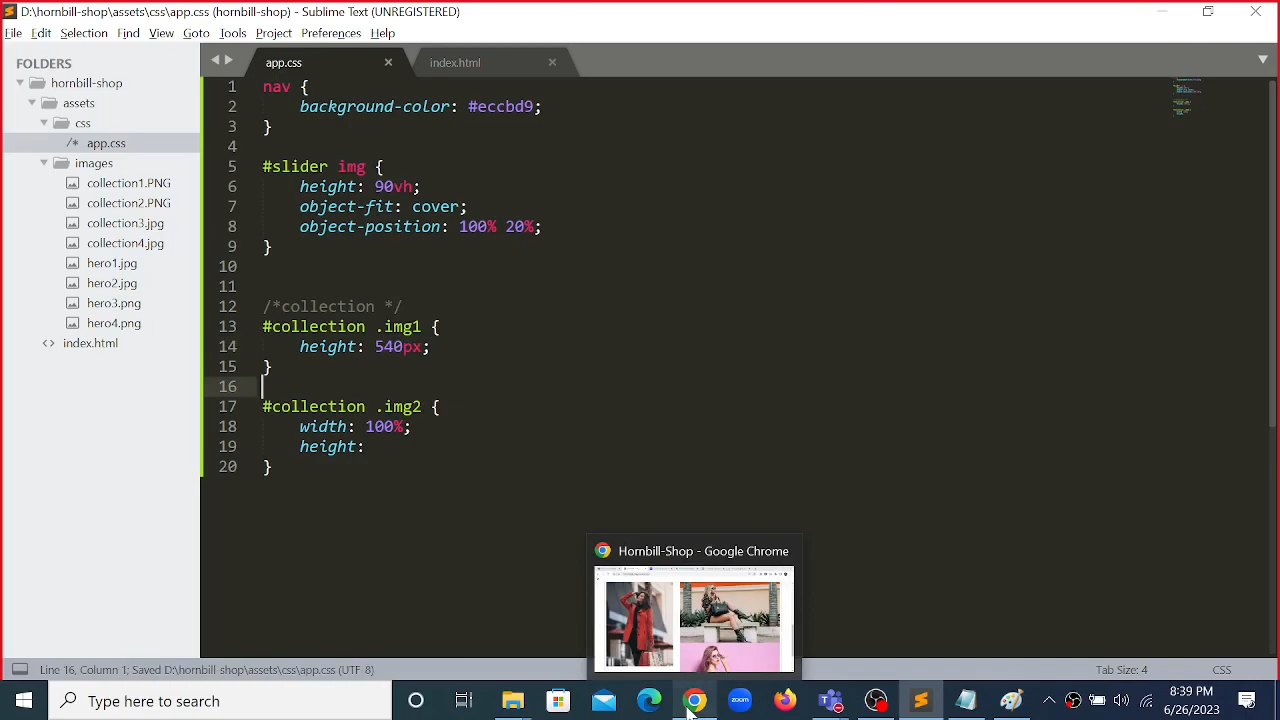 D:\hornbill-shop\assets\css\app.css (hornbill-shop) - Sublime Text (UNREGISTERED)
File Edit Selection Find View Goto Tools Project Preferences Help
FOLDERS
hornbill-shop
assets
css
/* app.css
images
collection1.PNG
collection2.PNG
collection3.jpg
collection4.jpg
hero1.jpg
hero2.jpg
hero3.png
hero4.png
<> index.html
app.css
index.html
1 nav {
2 background-color: #eccbd9;
3 }
4
5 #slider img {
6 height: 90vh;
7 object-fit: cover;
8 object-position: 100% 20%;
9 }
10
11
12 /*collection */
13 #collection .img1 {
14 height: 540px;
15 }
16
17 #collection .img2 {
18 width: 100%;
19 height:
20 }
Hornbill-Shop - Google Chrome
Line 16, Column 1; Saved D:\hornbill-shop\assets\css\app.css (UTF 8)
Tab Size: 4
CSS
Type here to search
zoom
8:39 PM
6/26/2023